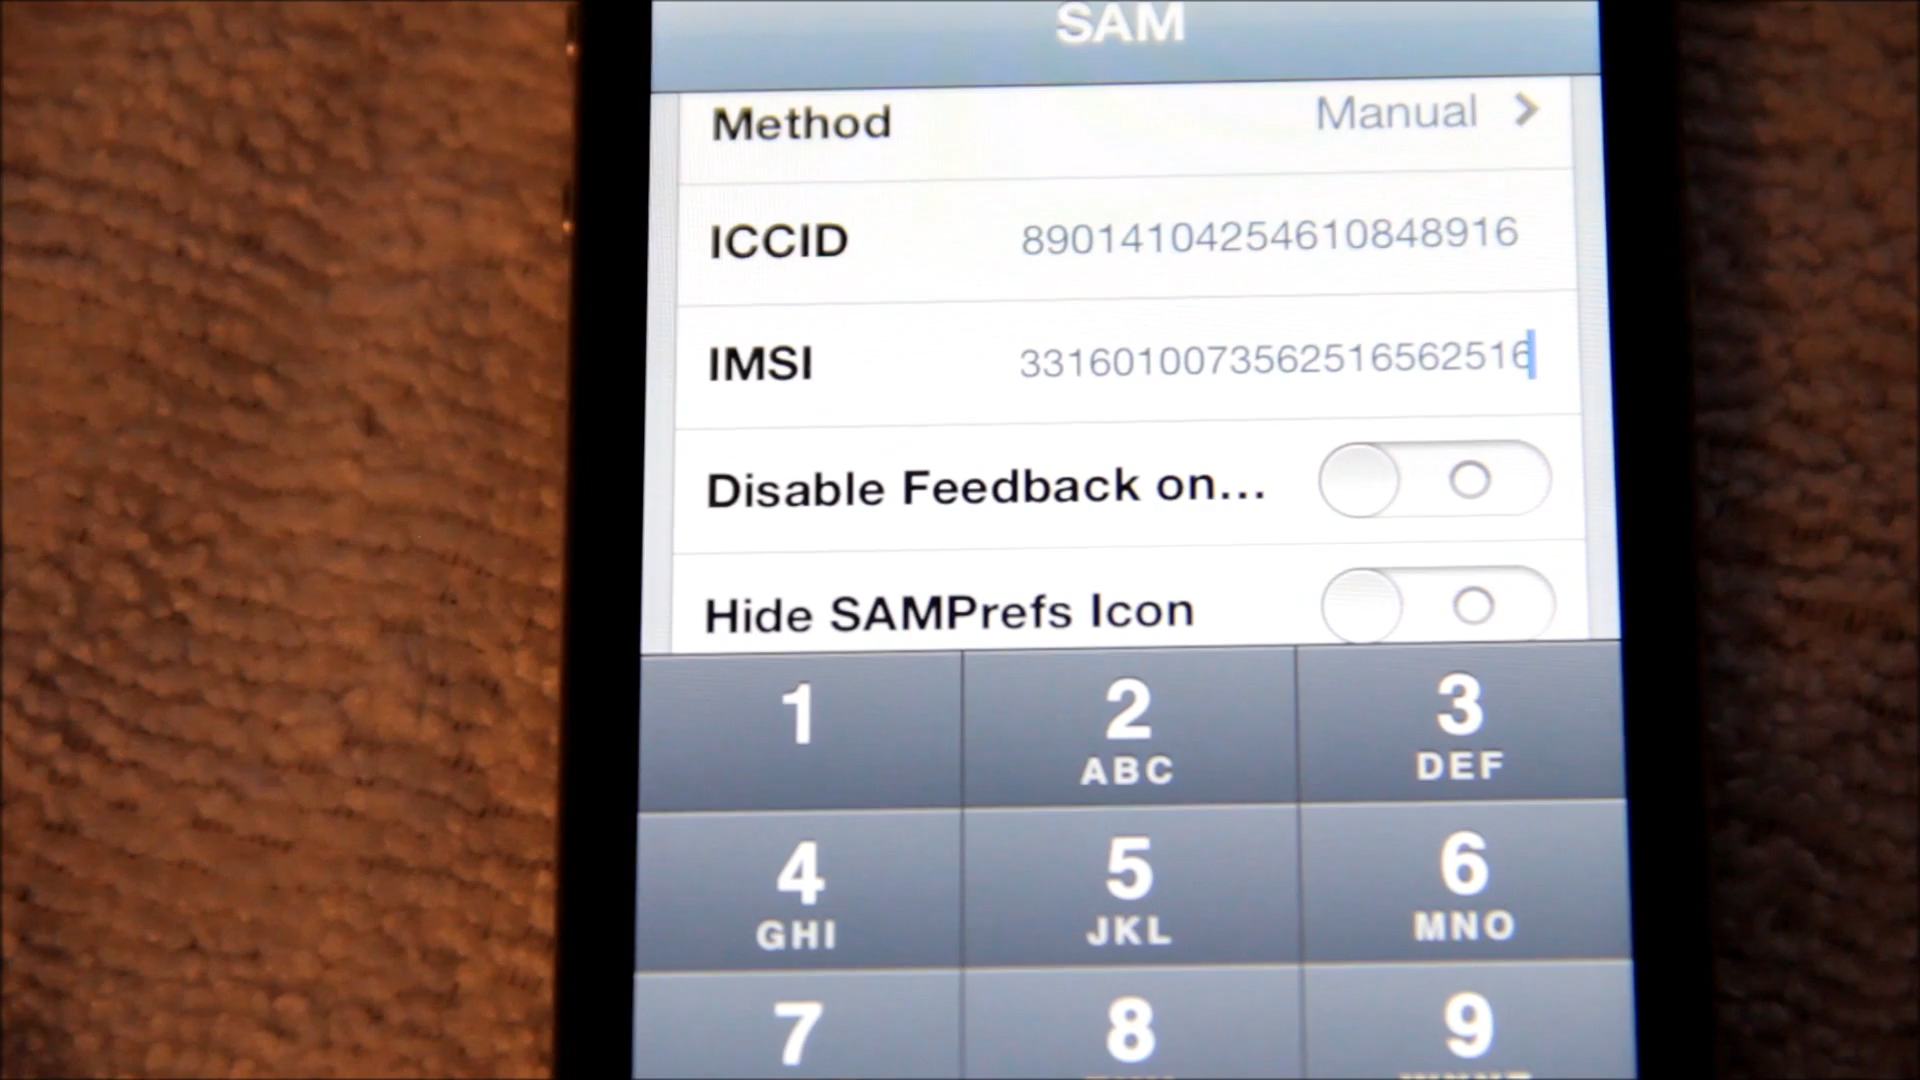 SAM
Method Manual
ICCID 89014104254610848916
IMSI 3316010073562516562516
Disable Feedback on...
Hide SAMPrefs Icon
1 2 3
ABC DEF
4 5 6
GHI JKL MNO
7 8 9